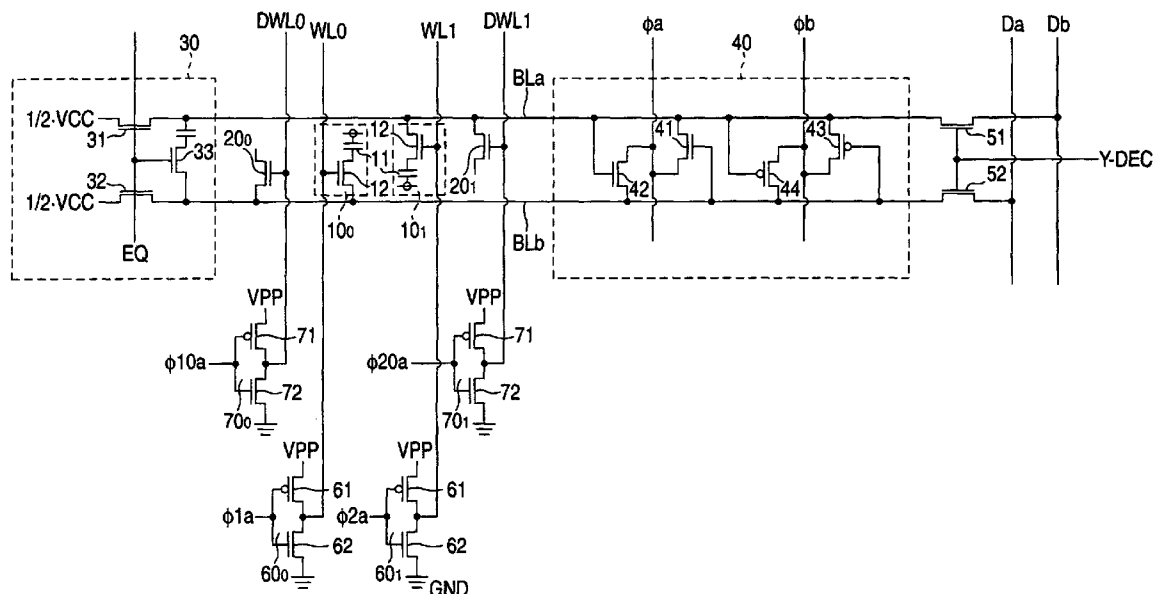 DWL0 DWL1
WL0 WL1 φa φb Da Db
30 40
BLa
1/2·VCC
31 12 41 43 51
33 20₀ 11 20₁ Y-DEC
32 12 42 44 52
1/2·VCC
10₀ 10₁ BLb
EQ
VPP VPP
71 71
φ10a φ20a
72 72
70₀ 70₁
VPP VPP
61 61
φ1a φ2a
62 62
60₀ 60₁
GND